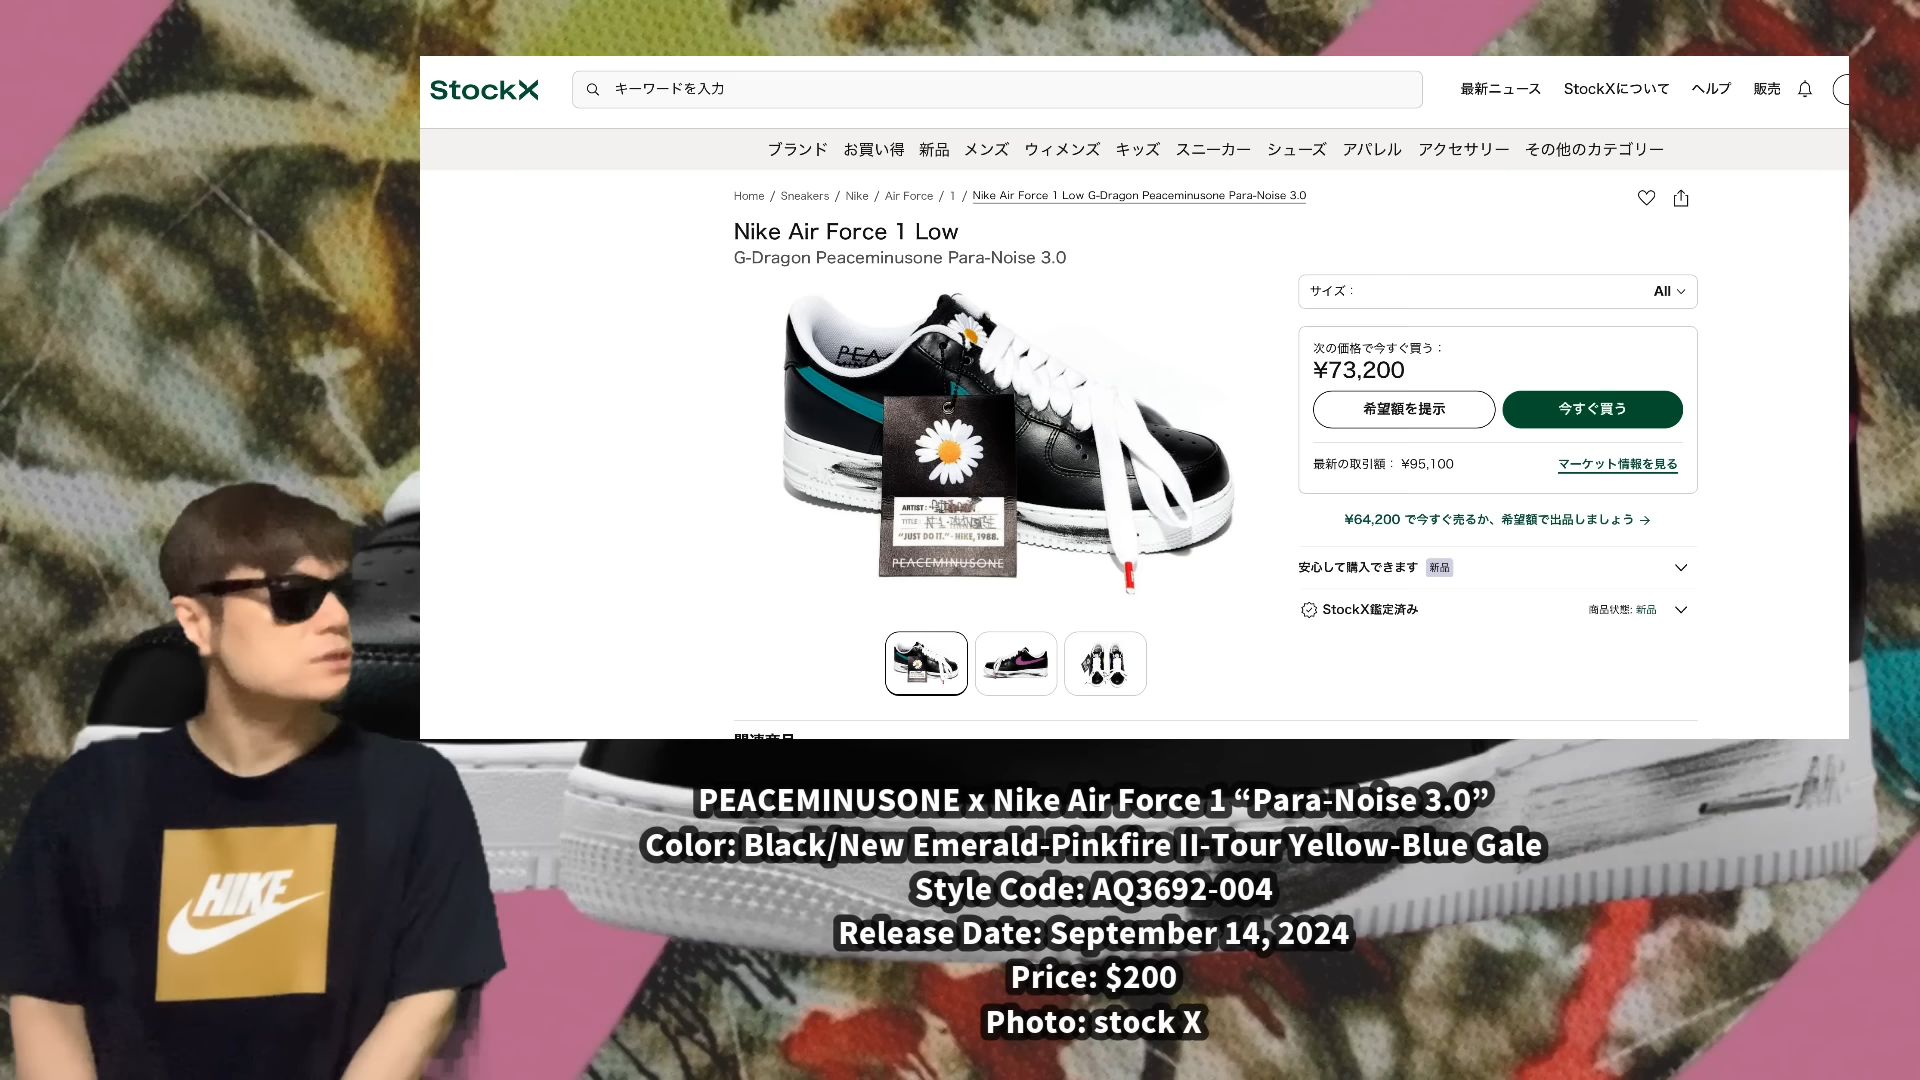 StockX
キーワードを入力
最新ニュース StockXについて ヘルプ 販売
ブランド お買い得 新品 メンズ ウィメンズ キッズ スニーカー シューズ アパレル アクセサリー その他のカテゴリー
Home / Sneakers / Nike / Air Force / 1 / Nike Air Force 1 Low G-Dragon Peaceminusone Para-Noise 3.0
Nike Air Force 1 Low
G-Dragon Peaceminusone Para-Noise 3.0
サイズ： All
次の価格で今すぐ買う：
¥73,200
希望額を提示 今すぐ買う
最新の取引額： ¥95,100 マーケット情報を見る
¥64,200 で今すぐ売るか、希望額で出品しましょう →
安心して購入できます 新品
StockX鑑定済み 商品状態: 新品
ARTIST:
TITLE:
“JUST DO IT.” - NIKE, 1988.
PEACEMINUSONE
関連商品
PEACEMINUSONE x Nike Air Force 1 “Para-Noise 3.0”
Color: Black/New Emerald-Pinkfire II-Tour Yellow-Blue Gale
Style Code: AQ3692-004
Release Date: September 14, 2024
Price: $200
Photo: stock X
HIKE